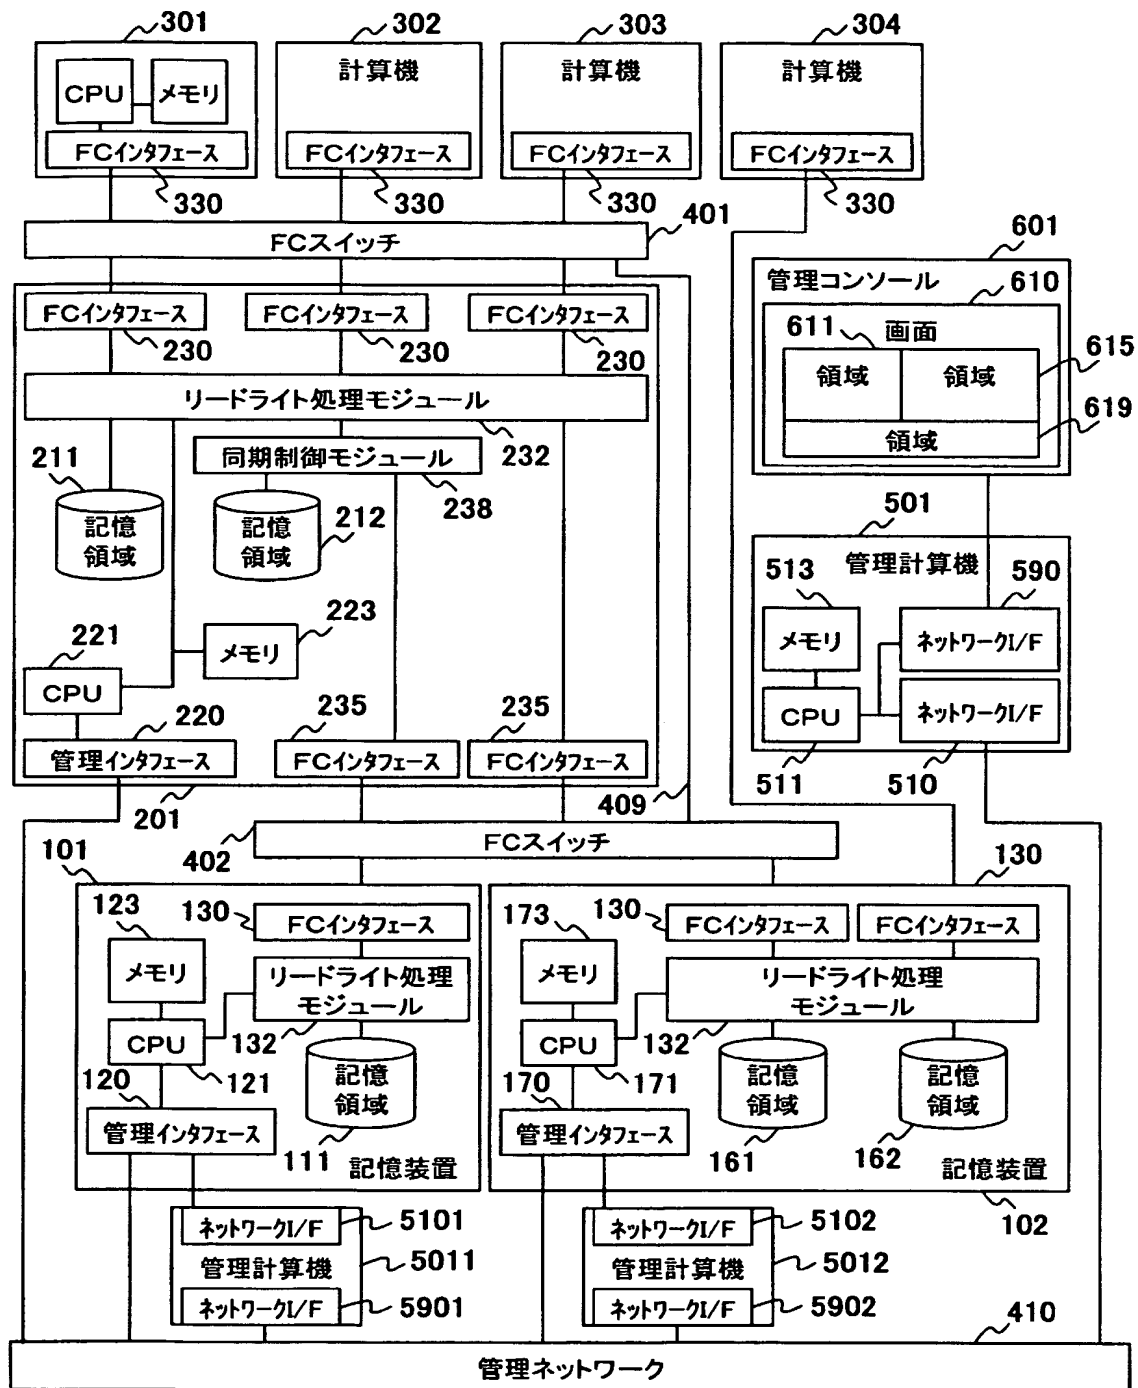 301
302
303
304
CPU
メモリ
計算機
計算機
計算機
FCインタフェース
FCインタフェース
FCインタフェース
FCインタフェース
330
330
330
330
401
FCスイッチ
601
管理コンソール
610
画面
611
615
領域
領域
619
領域
FCインタフェース
FCインタフェース
FCインタフェース
230
230
230
リードライト処理モジュール
232
同期制御モジュール
238
211
記憶
領域
212
記憶
領域
501
管理計算機
513
590
メモリ
ネットワークI/F
CPU
ネットワークI/F
511
510
223
メモリ
221
CPU
220
管理インタフェース
235
235
FCインタフェース
FCインタフェース
201
409
402
FCスイッチ
101
130
123
130
FCインタフェース
メモリ
リードライト処理
モジュール
CPU
132
121
記憶
領域
120
管理インタフェース
111
記憶装置
173
130
FCインタフェース
FCインタフェース
メモリ
リードライト処理
モジュール
CPU
132
171
記憶
領域
記憶
領域
170
管理インタフェース
161
162
記憶装置
102
ネットワークI/F
5101
管理計算機
5011
ネットワークI/F
5901
ネットワークI/F
5102
管理計算機
5012
ネットワークI/F
5902
410
管理ネットワーク